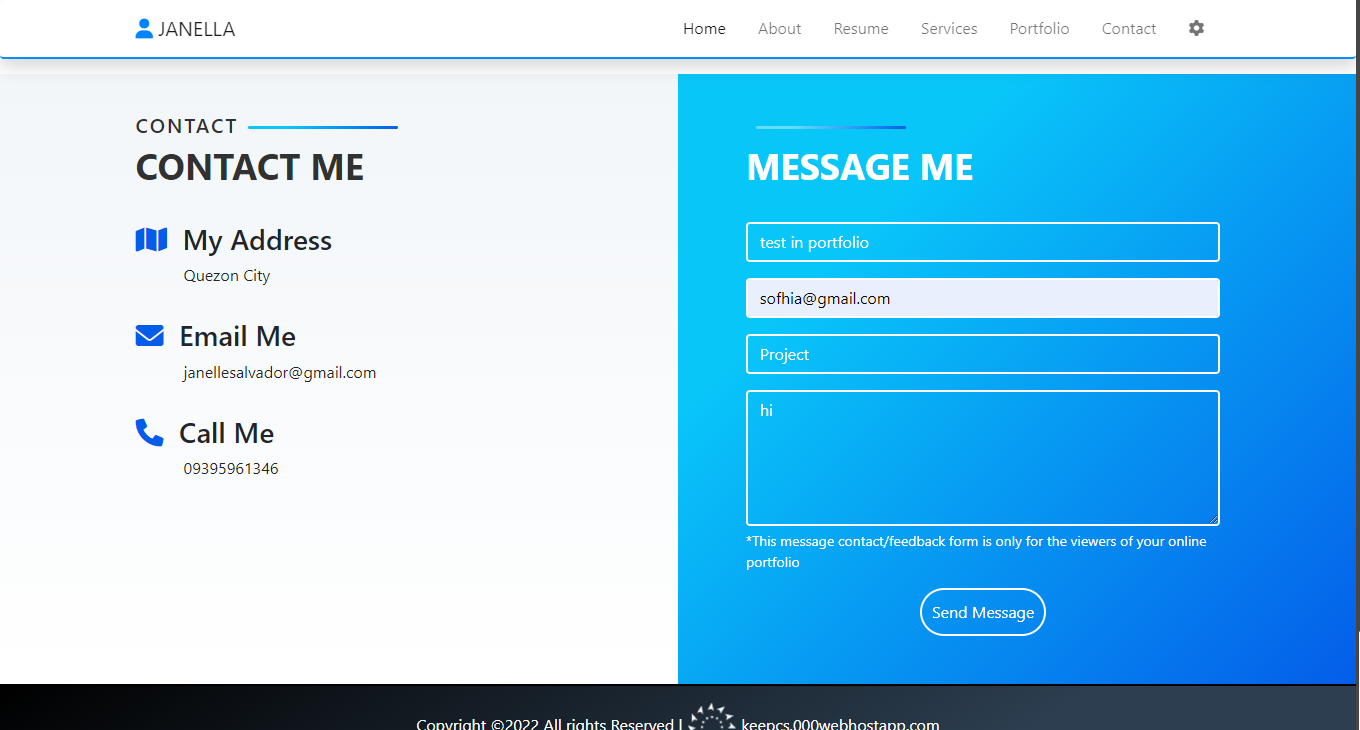 JANELLA
Home About Resume Services Portfolio Contact
CONTACT
CONTACT ME
My Address
Quezon City
Email Me
janellesalvador@gmail.com
Call Me
09395961346
MESSAGE ME
test in portfolio
sofhia@gmail.com
Project
hi
*This message contact/feedback form is only for the viewers of your online
portfolio
Send Message
Copyright ©2022 All rights Reserved | keepcs.000webhostapp.com